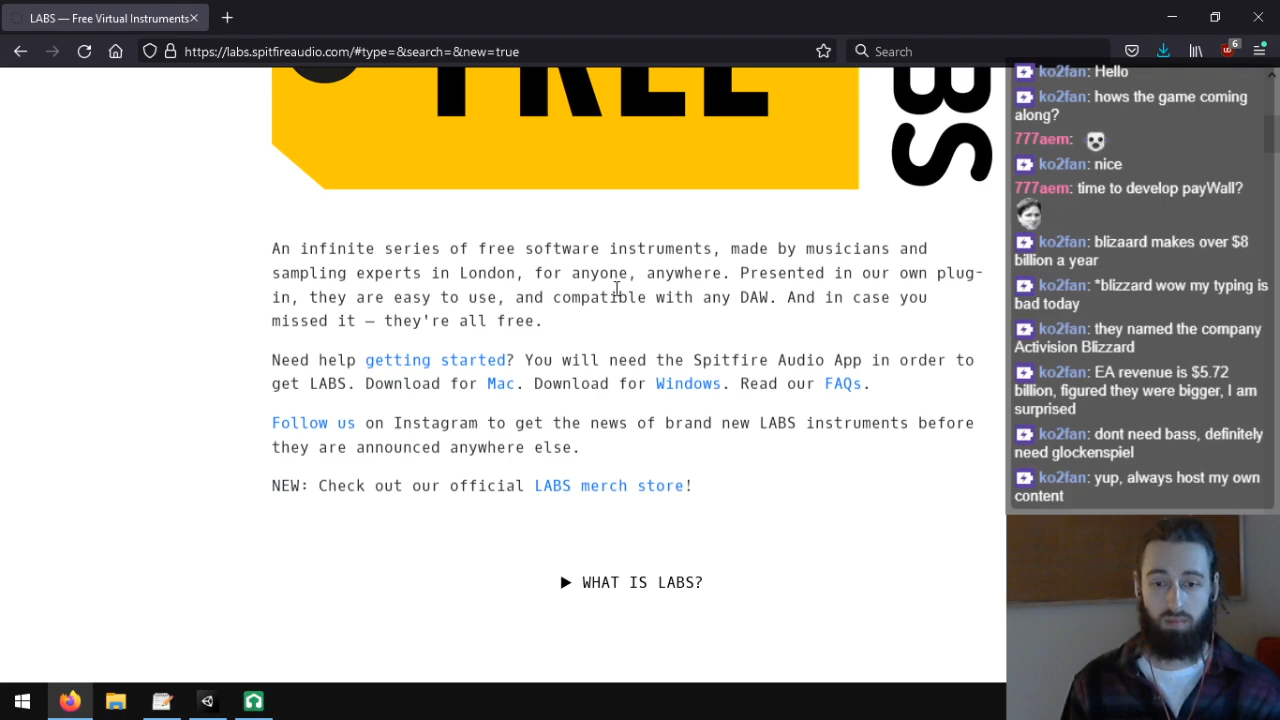 LABS — Free Virtual Instruments
https://labs.spitfireaudio.com/#type=&search=&new=true
Search
6
FREE
BS
An infinite series of free software instruments, made by musicians and
sampling experts in London, for anyone, anywhere. Presented in our own plug-
in, they are easy to use, and compatible with any DAW. And in case you
missed it – they're all free.
Need help getting started? You will need the Spitfire Audio App in order to
get LABS. Download for Mac. Download for Windows. Read our FAQs.
Follow us on Instagram to get the news of brand new LABS instruments before
they are announced anywhere else.
NEW: Check out our official LABS merch store!
▶ WHAT IS LABS?
ko2fan: Hello
ko2fan: hows the game coming
along?
777aem:
ko2fan: nice
777aem: time to develop payWall?
ko2fan: blizaard makes over $8
billion a year
ko2fan: *blizzard wow my typing is
bad today
ko2fan: they named the company
Activision Blizzard
ko2fan: EA revenue is $5.72
billion, figured they were bigger, I am
surprised
ko2fan: dont need bass, definitely
need glockenspiel
ko2fan: yup, always host my own
content